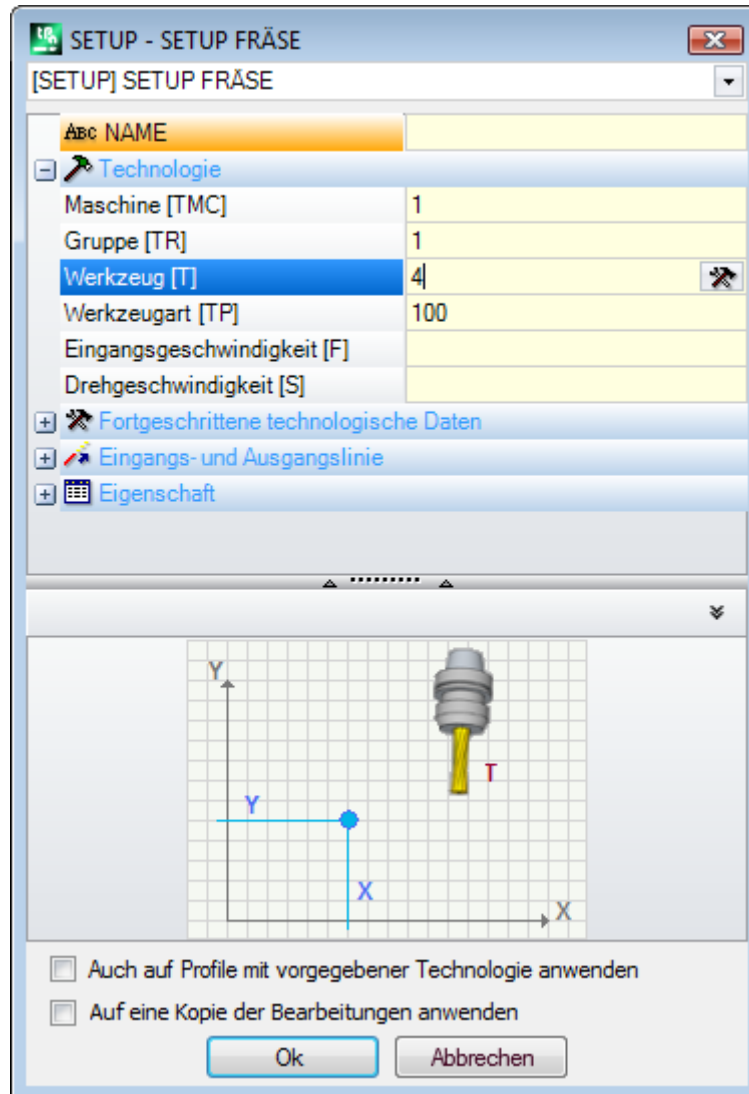 SETUP - SETUP FRÄSE
[SETUP] SETUP FRÄSE
ABC NAME
Technologie
Maschine [TMC] 1
Gruppe [TR] 1
Werkzeug [T] 4
Werkzeugart [TP] 100
Eingangsgeschwindigkeit [F]
Drehgeschwindigkeit [S]
Fortgeschrittene technologische Daten
Eingangs- und Ausgangslinie
Eigenschaft
Y
T
Y
X
X
Auch auf Profile mit vorgegebener Technologie anwenden
Auf eine Kopie der Bearbeitungen anwenden
Ok Abbrechen